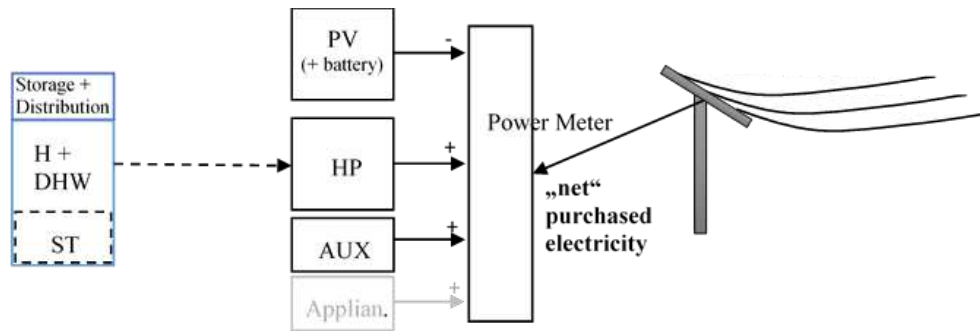 Storage +
Distribution
H +
DHW
ST
PV
(+ battery)
HP
AUX
Applian.
-
+
+
+
Power Meter
„net“
purchased
electricity